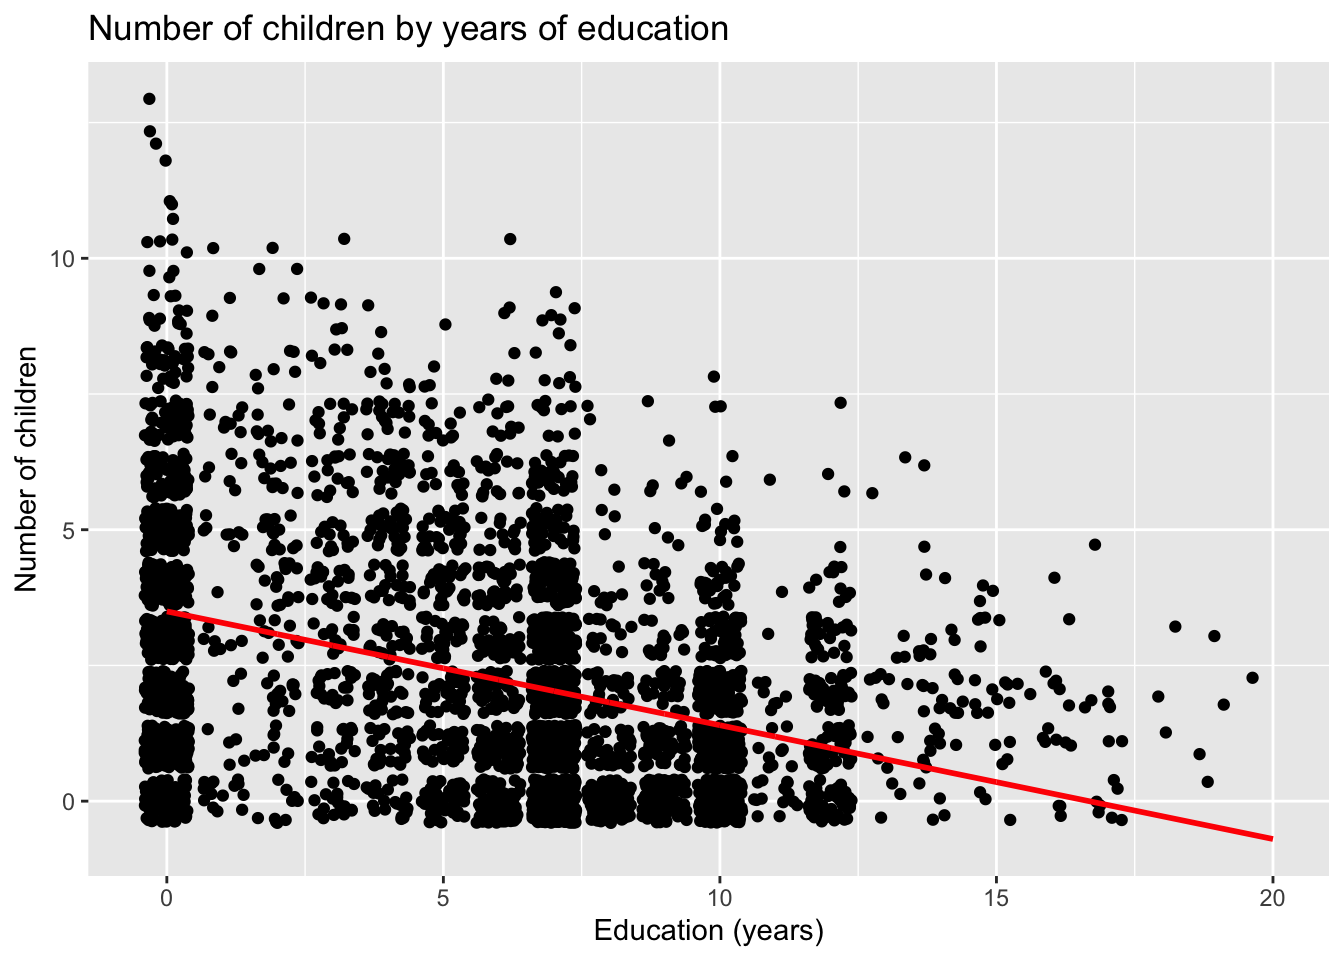 Number of children by years of education
Number of children
10
5
0
0 5 10 15 20
Education (years)